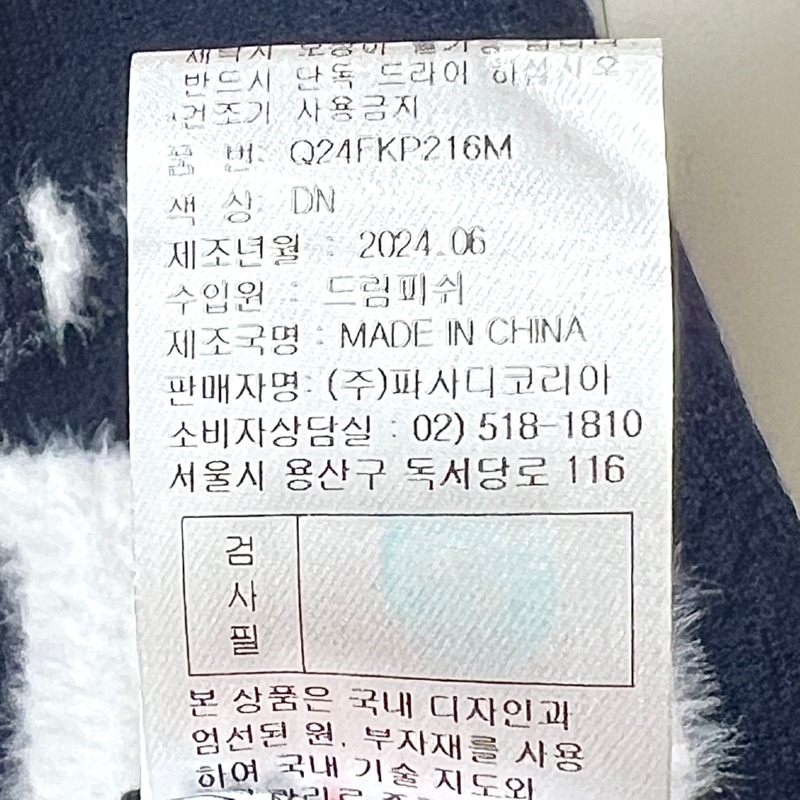 반드시 단독 드라이 하십시오.
건조기 사용금지
품 번: Q24FKP216M
색 상: DN
제조년월 : 2024.06
수입원 : 드림피쉬
제조국명 : MADE IN CHINA
판매자명: (주)파사디코리아
소비자상담실 : 02) 518-1810
서울시 용산구 독서당로 116
검
사
필
본 상품은 국내 디자인과
엄선된 원, 부자재를 사용
하여 국내 기술 지도와